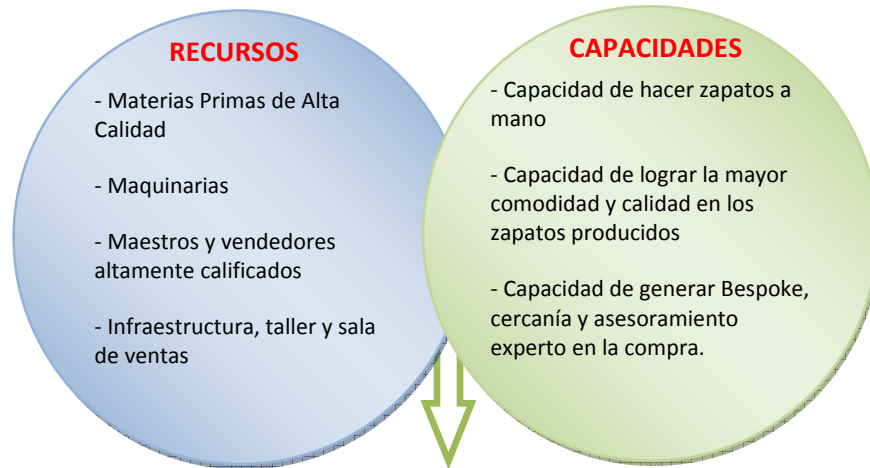 RECURSOS
- Materias Primas de Alta
Calidad
- Maquinarias
- Maestros y vendedores
altamente calificados
- Infraestructura, taller y sala
de ventas
CAPACIDADES
- Capacidad de hacer zapatos a
mano
- Capacidad de lograr la mayor
comodidad y calidad en los
zapatos producidos
- Capacidad de generar Bespoke,
cercanía y asesoramiento
experto en la compra.